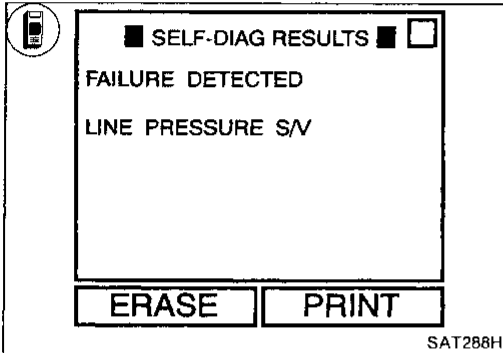 SELF-DIAG RESULTS
FAILURE DETECTED
LINE PRESSURE S/V
ERASE PRINT
SAT288H